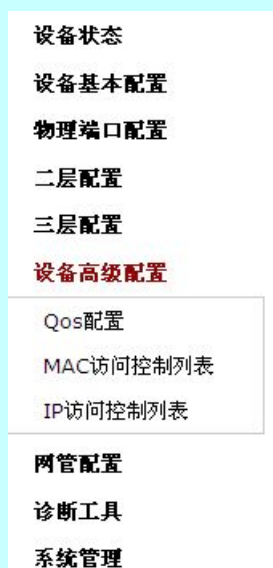 设备状态
设备基本配置
物理端口配置
二层配置
三层配置
设备高级配置
Qos配置
MAC访问控制列表
IP访问控制列表
网管配置
诊断工具
系统管理